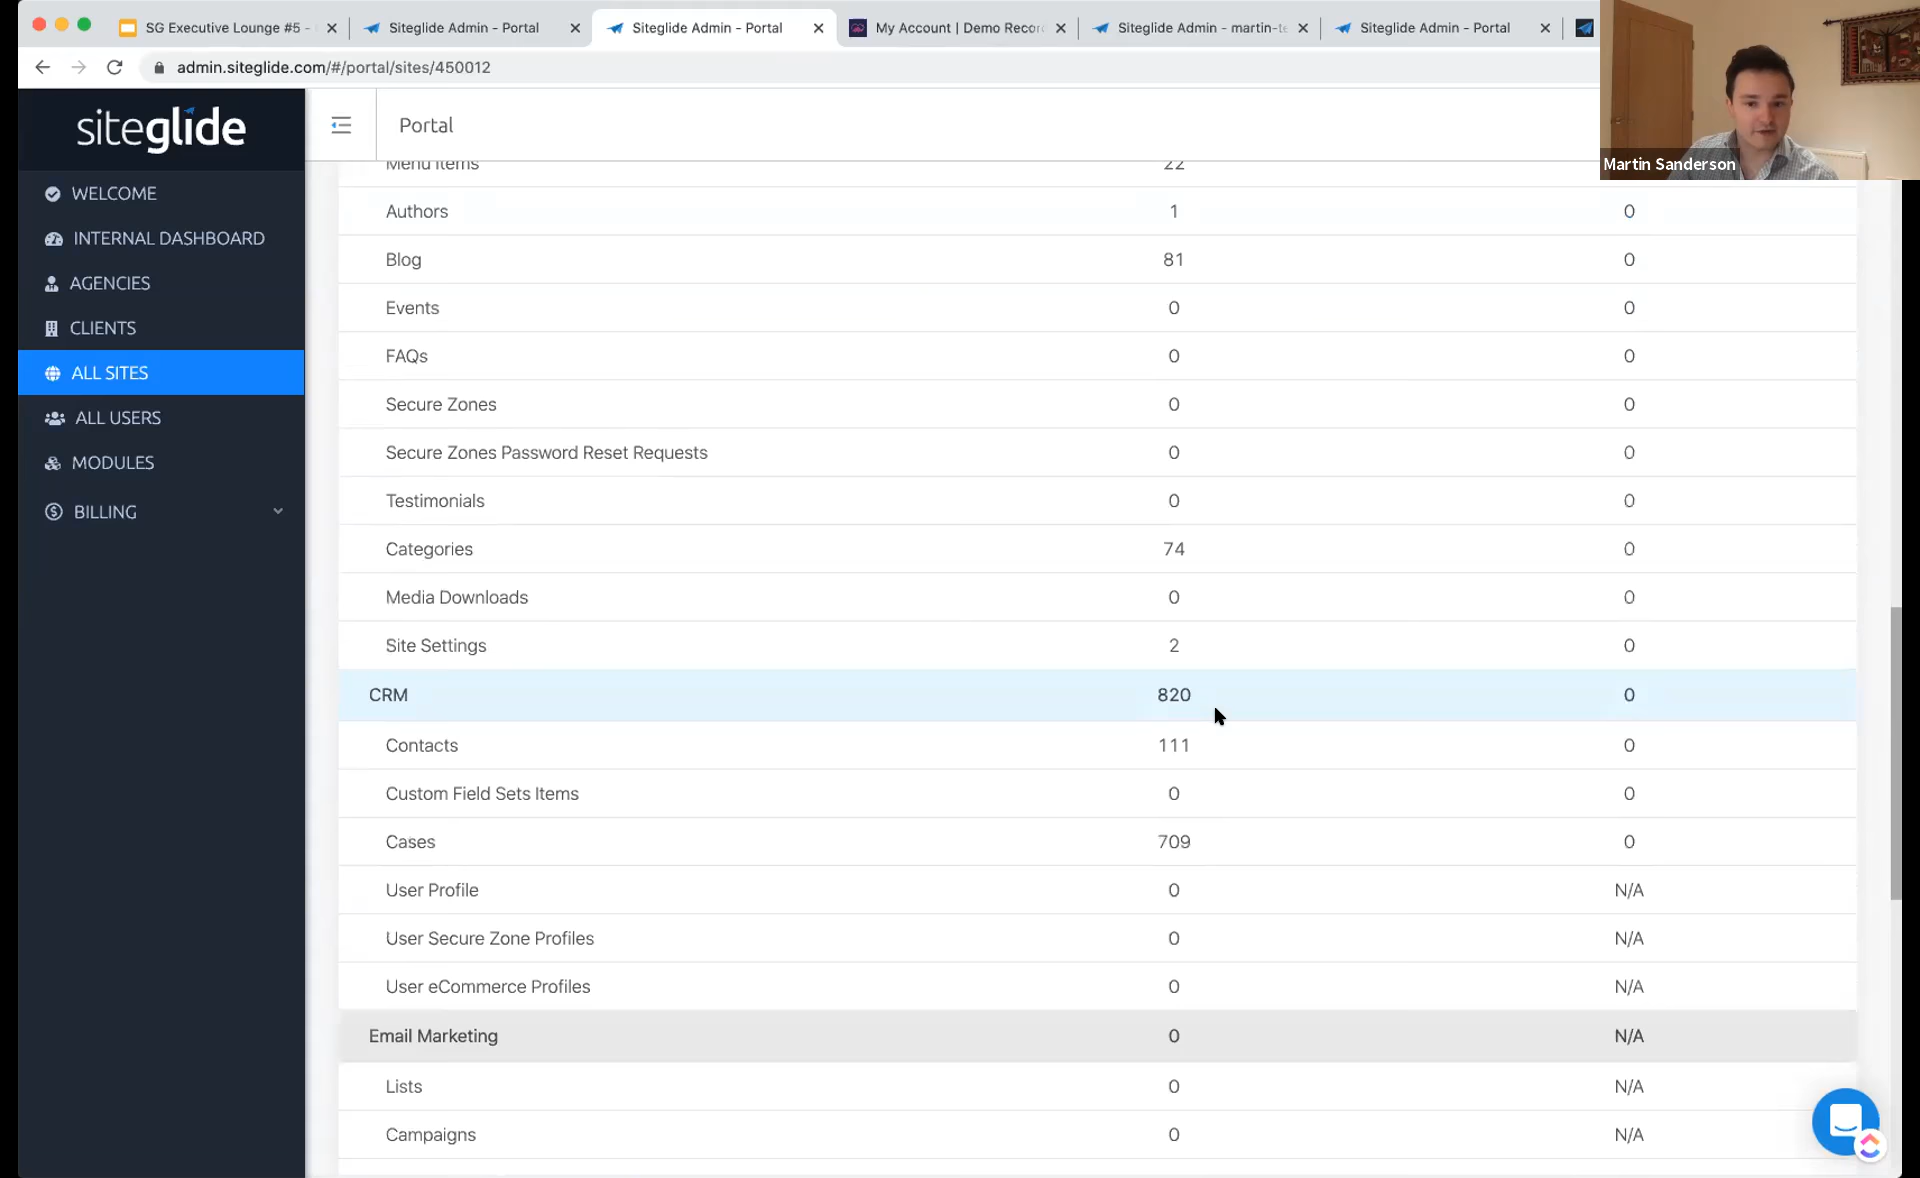 SG Executive Lounge #5 -
Siteglide Admin - Portal
Siteglide Admin - Portal
My Account | Demo Recor
Siteglide Admin - martin-te
Siteglide Admin - Portal
admin.siteglide.com/#/portal/sites/450012
siteglide
Portal
Martin Sanderson
WELCOME
INTERNAL DASHBOARD
AGENCIES
CLIENTS
ALL SITES
ALL USERS
MODULES
BILLING
Menu Items 22
Authors 1 0
Blog 81 0
Events 0 0
FAQs 0 0
Secure Zones 0 0
Secure Zones Password Reset Requests 0 0
Testimonials 0 0
Categories 74 0
Media Downloads 0 0
Site Settings 2 0
CRM 820 0
Contacts 111 0
Custom Field Sets Items 0 0
Cases 709 0
User Profile 0 N/A
User Secure Zone Profiles 0 N/A
User eCommerce Profiles 0 N/A
Email Marketing 0 N/A
Lists 0 N/A
Campaigns 0 N/A